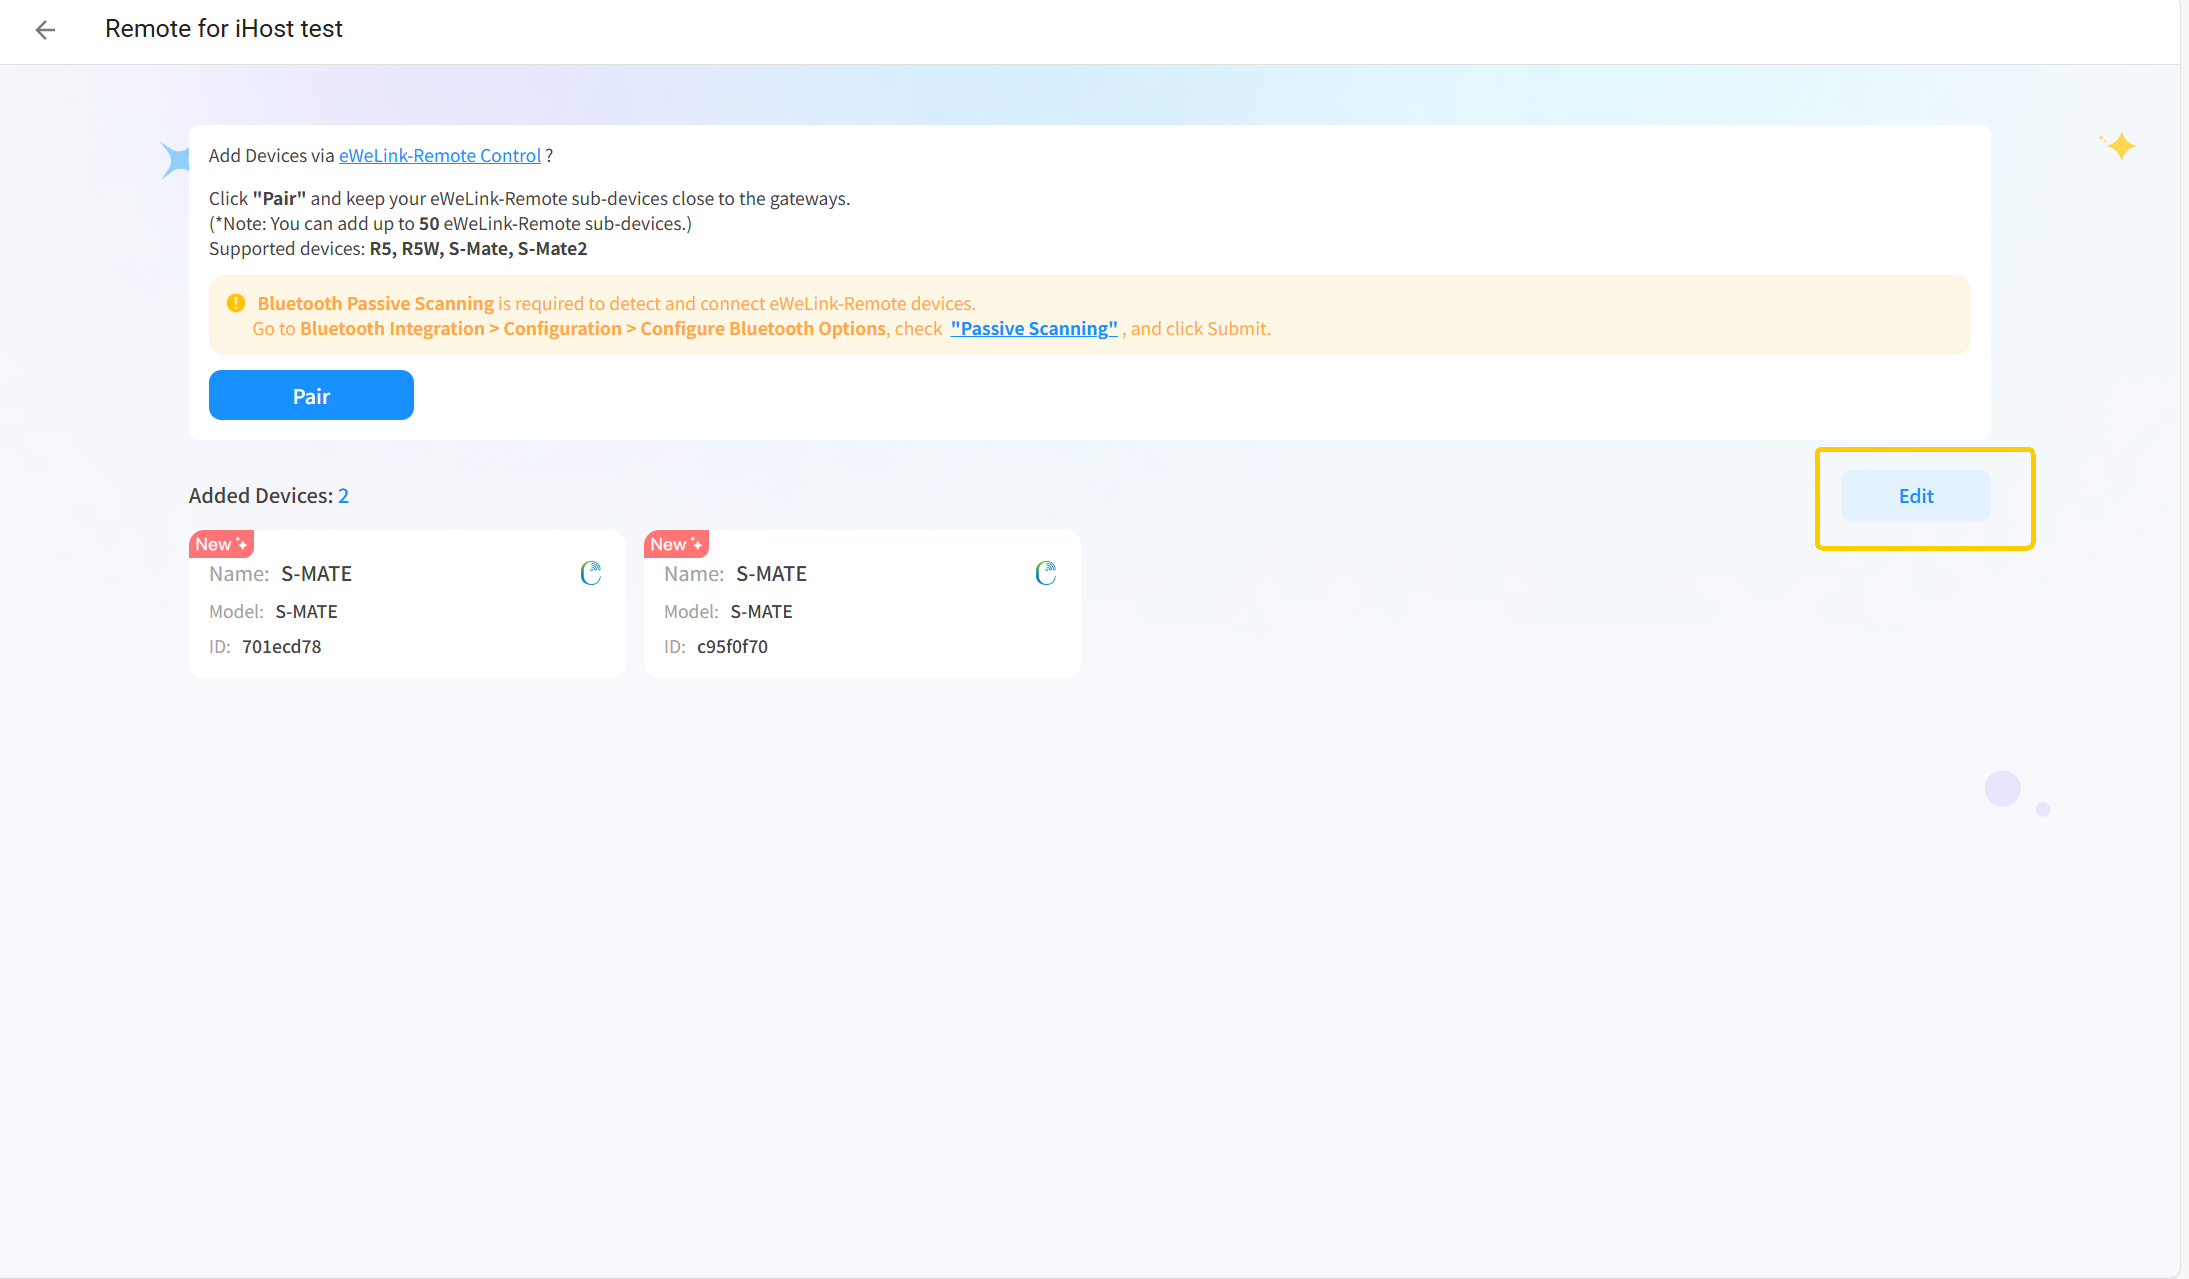 Remote for iHost test
Add Devices via eWeLink-Remote Control ?
Click "Pair" and keep your eWeLink-Remote sub-devices close to the gateways.
(*Note: You can add up to 50 eWeLink-Remote sub-devices.)
Supported devices: R5, R5W, S-Mate, S-Mate2
Bluetooth Passive Scanning is required to detect and connect eWeLink-Remote devices.
Go to Bluetooth Integration > Configuration > Configure Bluetooth Options, check "Passive Scanning" , and click Submit.
Pair
Added Devices: 2
Edit
New
Name: S-MATE
Model: S-MATE
ID: 701ecd78
New
Name: S-MATE
Model: S-MATE
ID: c95f0f70